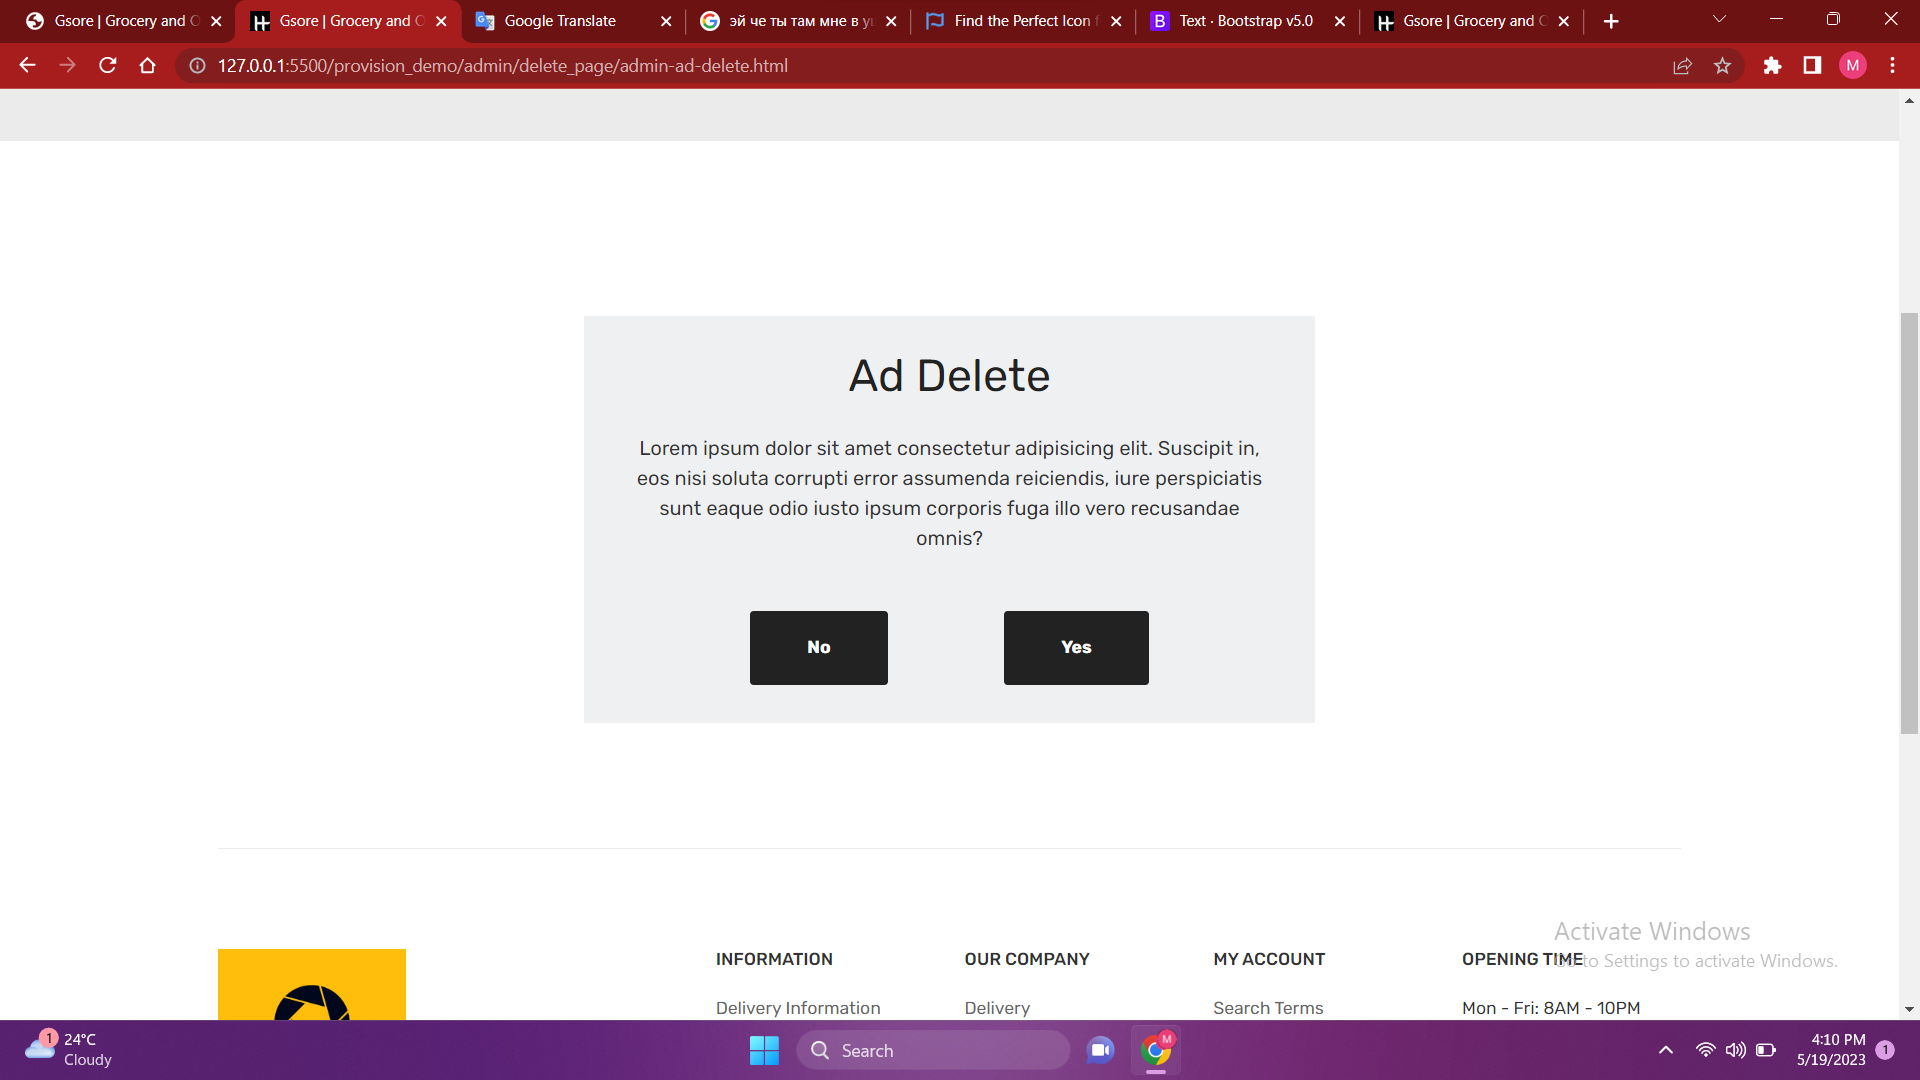 Gsore | Grocery and O
Gsore | Grocery and O
Google Translate
эй че ты там мне в у
Find the Perfect Icon f
Text · Bootstrap v5.0
Gsore | Grocery and O
127.0.0.1:5500/provision_demo/admin/delete_page/admin-ad-delete.html
M
Ad Delete
Lorem ipsum dolor sit amet consectetur adipisicing elit. Suscipit in,
eos nisi soluta corrupti error assumenda reiciendis, iure perspiciatis
sunt eaque odio iusto ipsum corporis fuga illo vero recusandae
omnis?
No
Yes
Activate Windows
to Settings to activate Windows.
INFORMATION
OUR COMPANY
MY ACCOUNT
OPENING TIME
Delivery Information
Delivery
Search Terms
Mon - Fri: 8AM - 10PM
1
24°C
Cloudy
Search
M
4:10 PM
5/19/2023
1